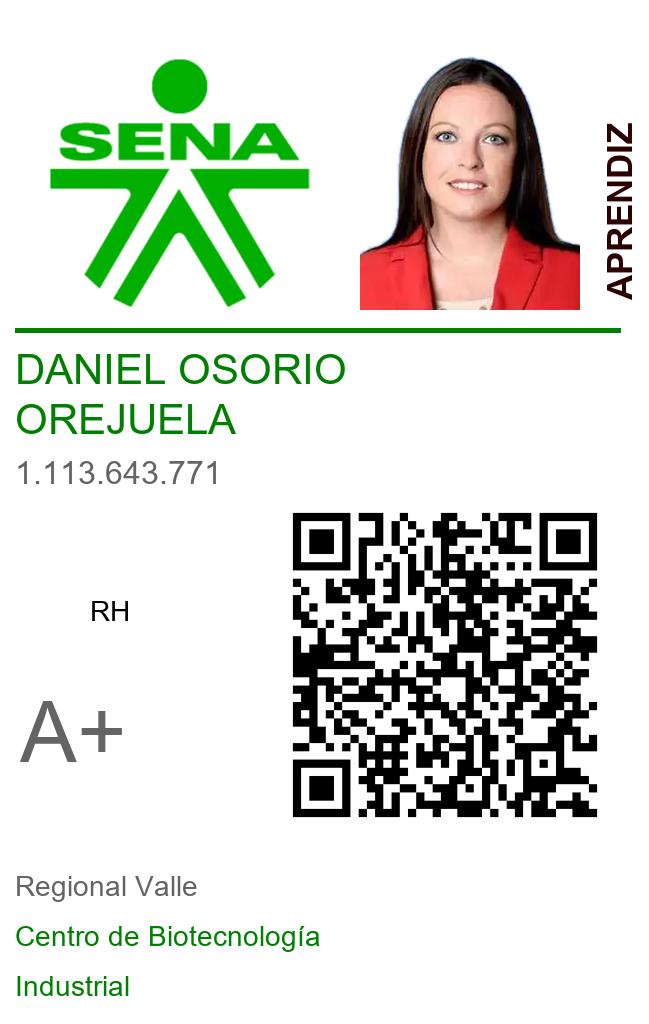 SENA
APRENDIZ
DANIEL OSORIO
OREJUELA
1.113.643.771
RH
A+
Regional Valle
Centro de Biotecnología
Industrial